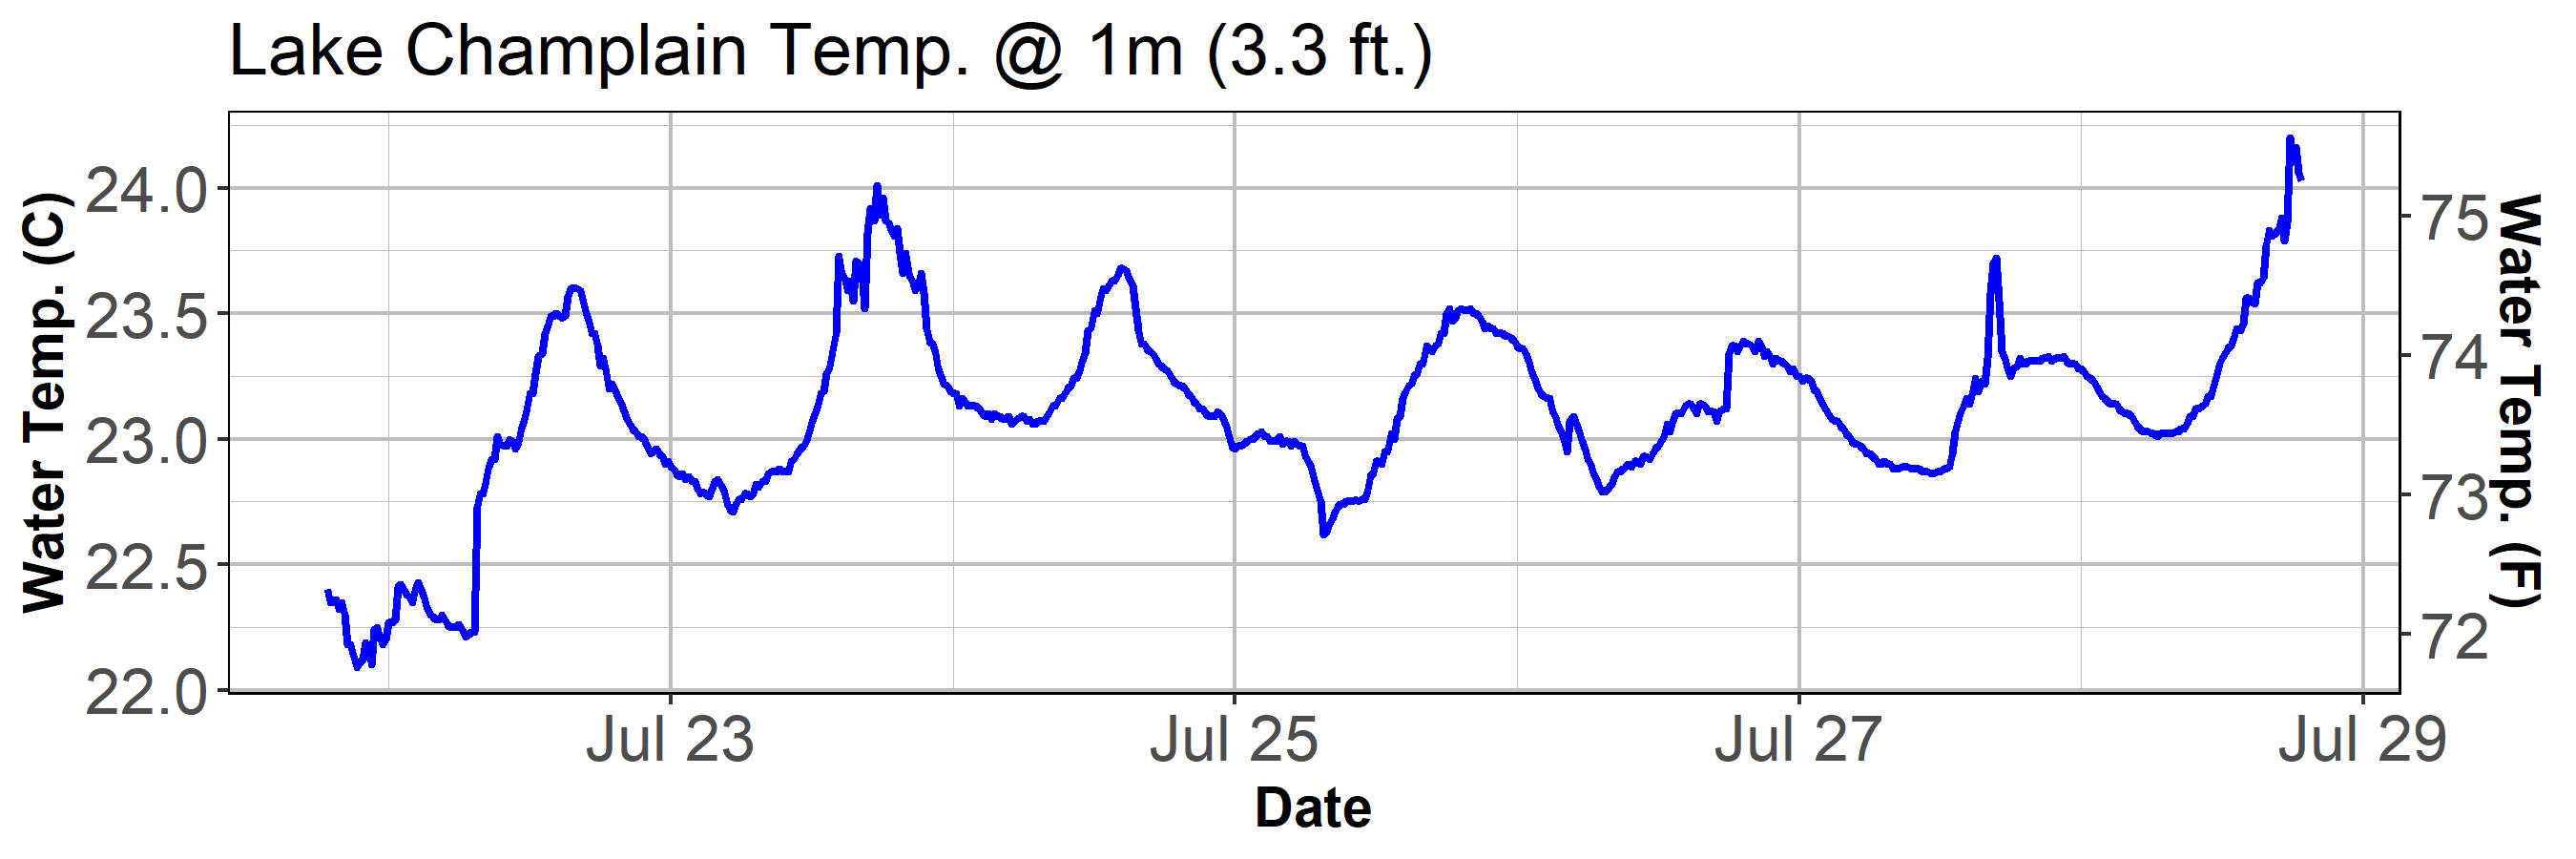 Lake Champlain Temp. @ 1m (3.3 ft.)
Water Temp. (C)
24.0
23.5
23.0
22.5
22.0
75
74
73
72
Water Temp. (F)
Jul 23 Jul 25 Jul 27 Jul 29
Date